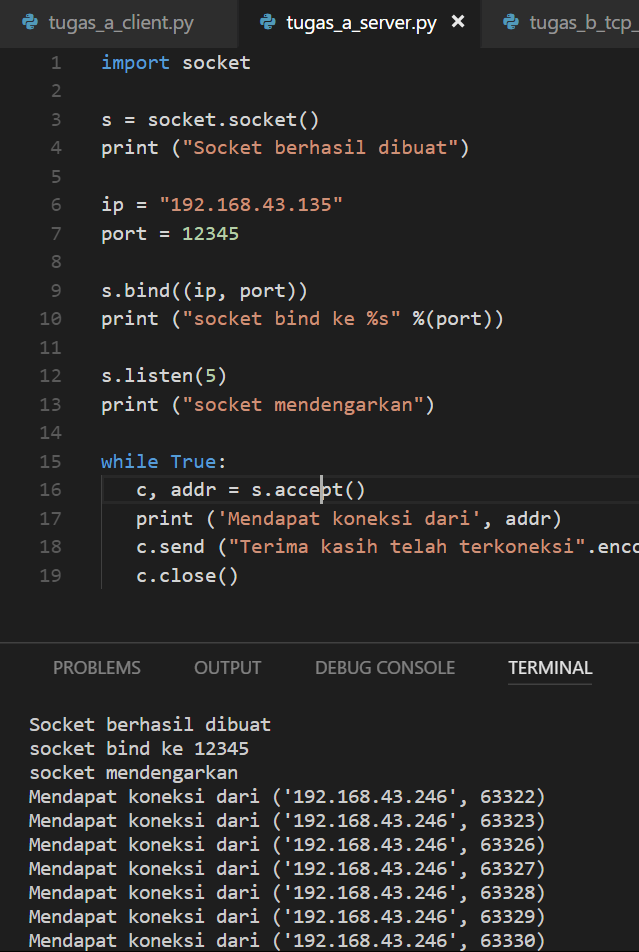 tugas_a_client.py tugas_a_server.py × tugas_b_tcp_
1 import socket
2
3 s = socket.socket()
4 print ("Socket berhasil dibuat")
5
6 ip = "192.168.43.135"
7 port = 12345
8
9 s.bind((ip, port))
10 print ("socket bind ke %s" %(port))
11
12 s.listen(5)
13 print ("socket mendengarkan")
14
15 while True:
16 c, addr = s.accept()
17 print ('Mendapat koneksi dari', addr)
18 c.send ("Terima kasih telah terkoneksi".enco
19 c.close()
PROBLEMS OUTPUT DEBUG CONSOLE TERMINAL
Socket berhasil dibuat
socket bind ke 12345
socket mendengarkan
Mendapat koneksi dari ('192.168.43.246', 63322)
Mendapat koneksi dari ('192.168.43.246', 63323)
Mendapat koneksi dari ('192.168.43.246', 63326)
Mendapat koneksi dari ('192.168.43.246', 63327)
Mendapat koneksi dari ('192.168.43.246', 63328)
Mendapat koneksi dari ('192.168.43.246', 63329)
Mendapat koneksi dari ('192.168.43.246', 63330)